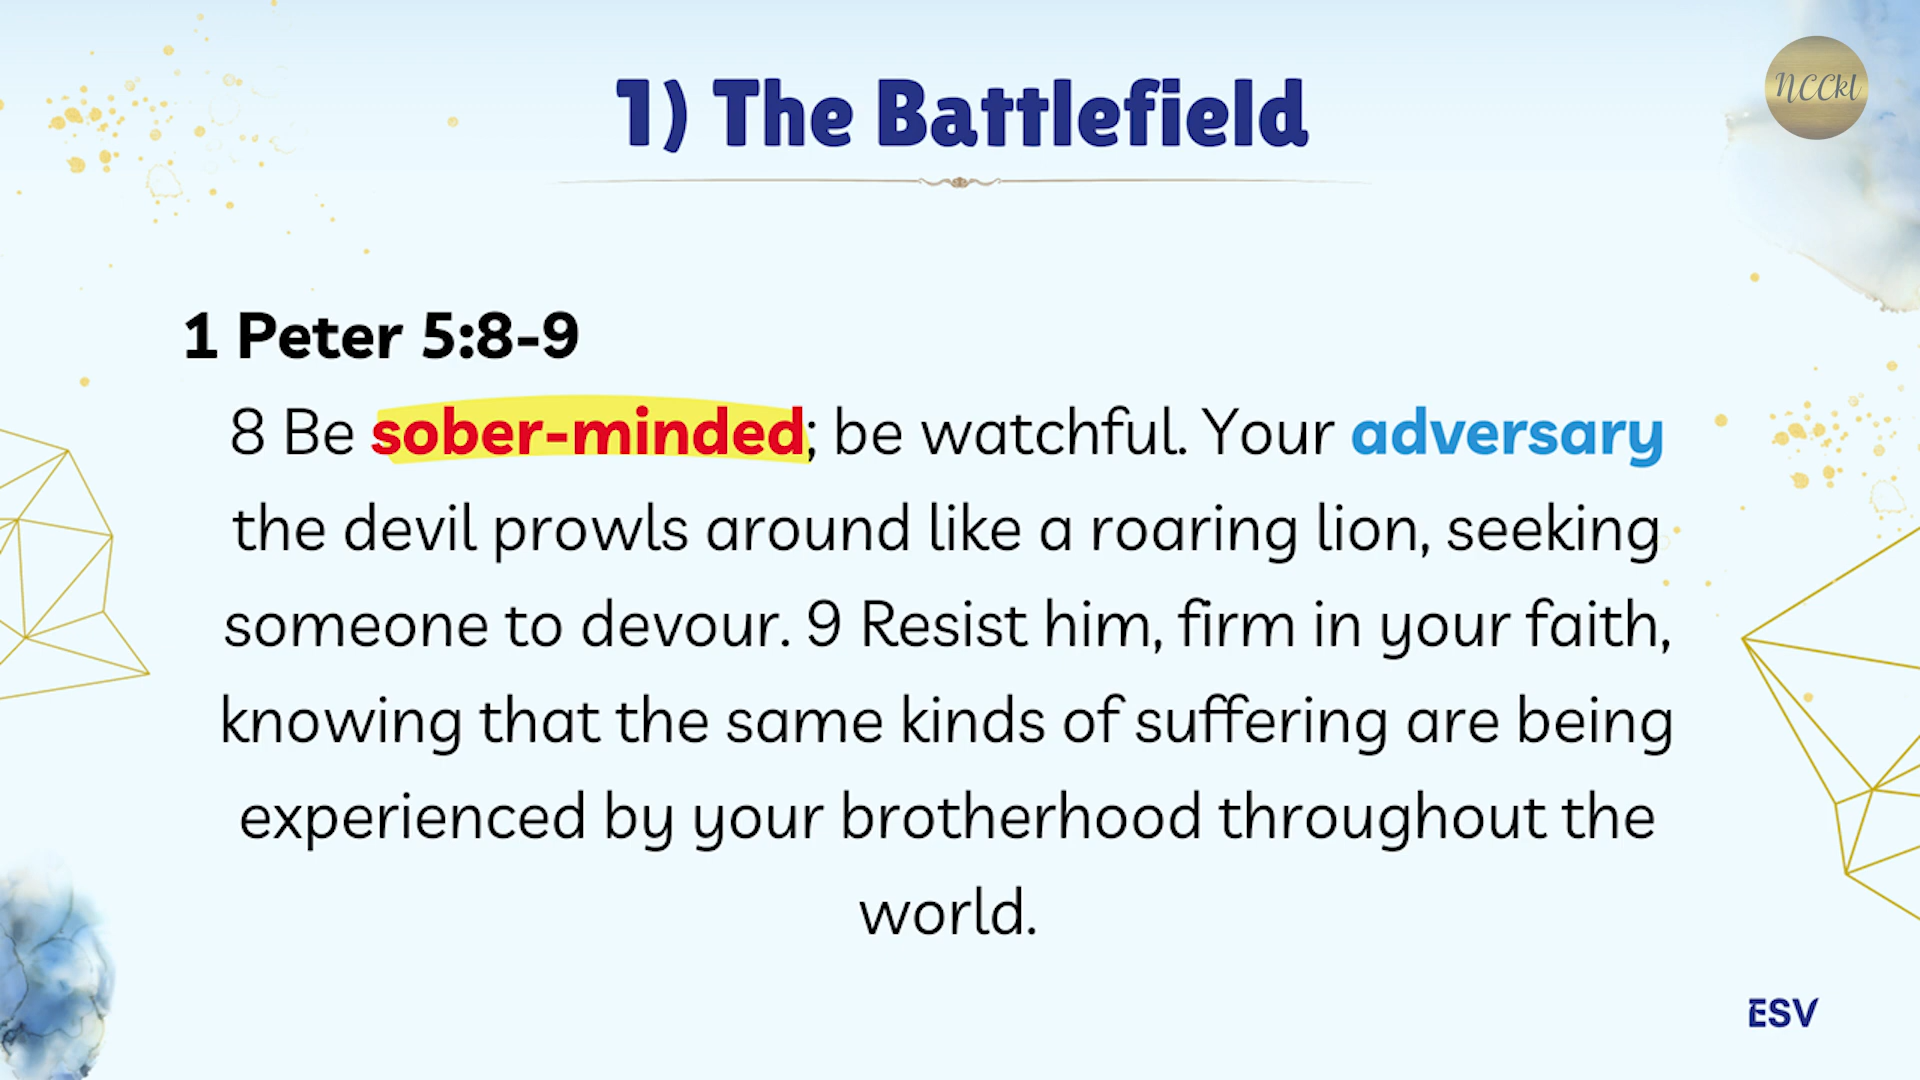 NCCkl
1) The Battlefield
1 Peter 5:8-9
8 Be sober-minded; be watchful. Your adversary
the devil prowls around like a roaring lion, seeking
someone to devour. 9 Resist him, firm in your faith,
knowing that the same kinds of suffering are being
experienced by your brotherhood throughout the
world.
ESV